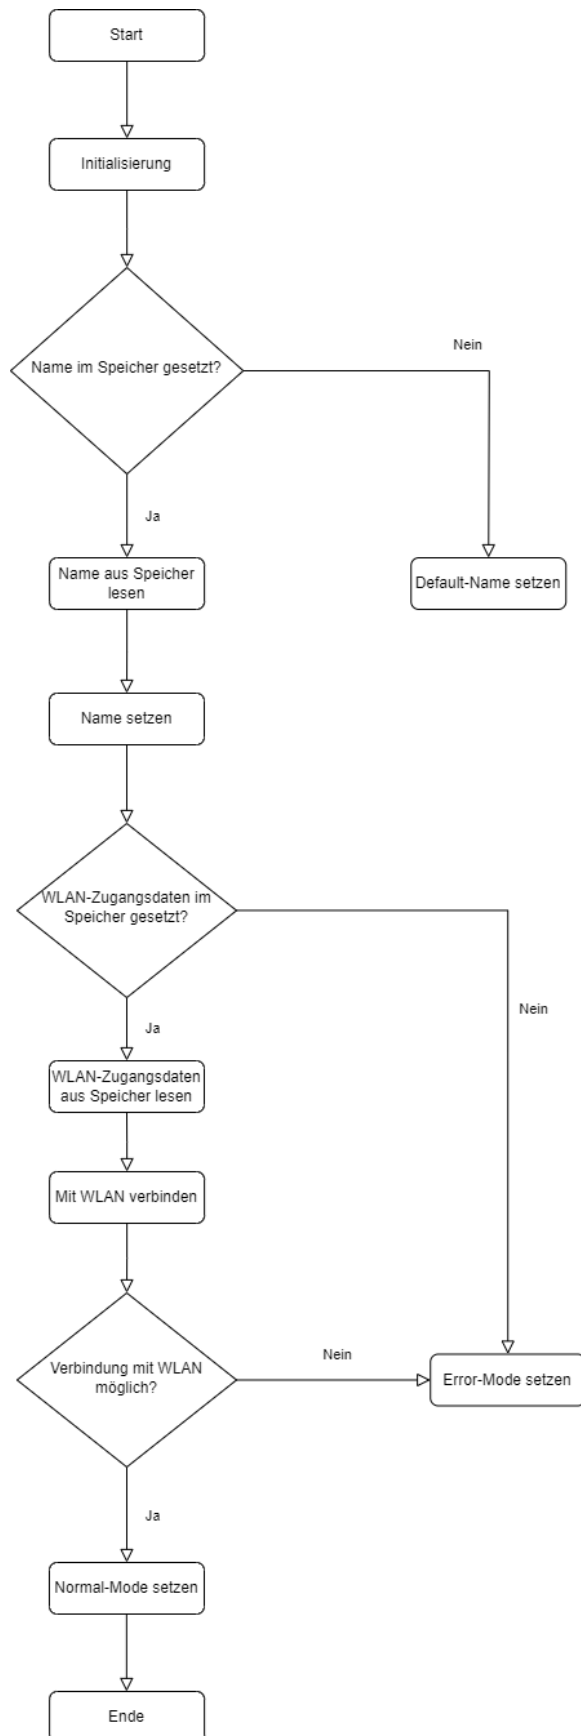 Start
Initialisierung
Name im Speicher gesetzt?
Nein
Ja
Name aus Speicher
lesen
Default-Name setzen
Name setzen
WLAN-Zugangsdaten im
Speicher gesetzt?
Nein
Ja
WLAN-Zugangsdaten
aus Speicher lesen
Mit WLAN verbinden
Verbindung mit WLAN
möglich?
Nein
Error-Mode setzen
Ja
Normal-Mode setzen
Ende